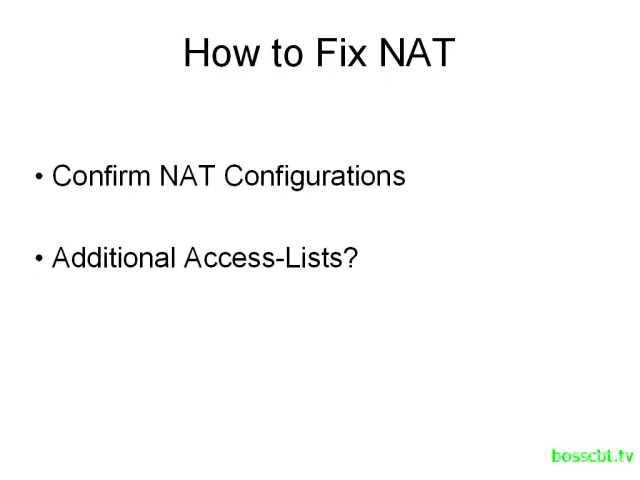 How to Fix NAT
• Confirm NAT Configurations
• Additional Access-Lists?
bosscbt.tv